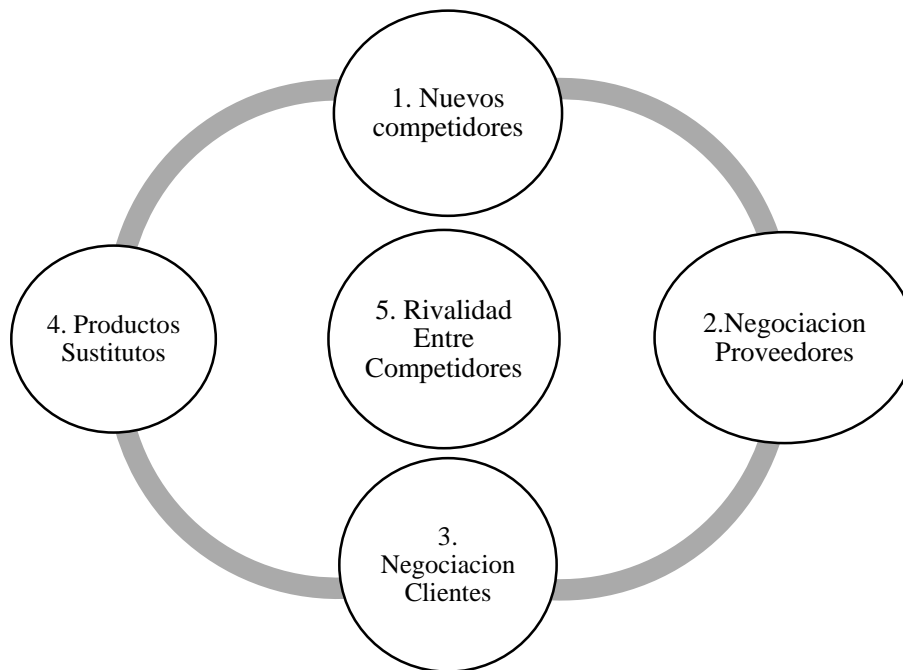 1. Nuevos
competidores
4. Productos
Sustitutos
5. Rivalidad
Entre
Competidores
2.Negociacion
Proveedores
3.
Negociacion
Clientes